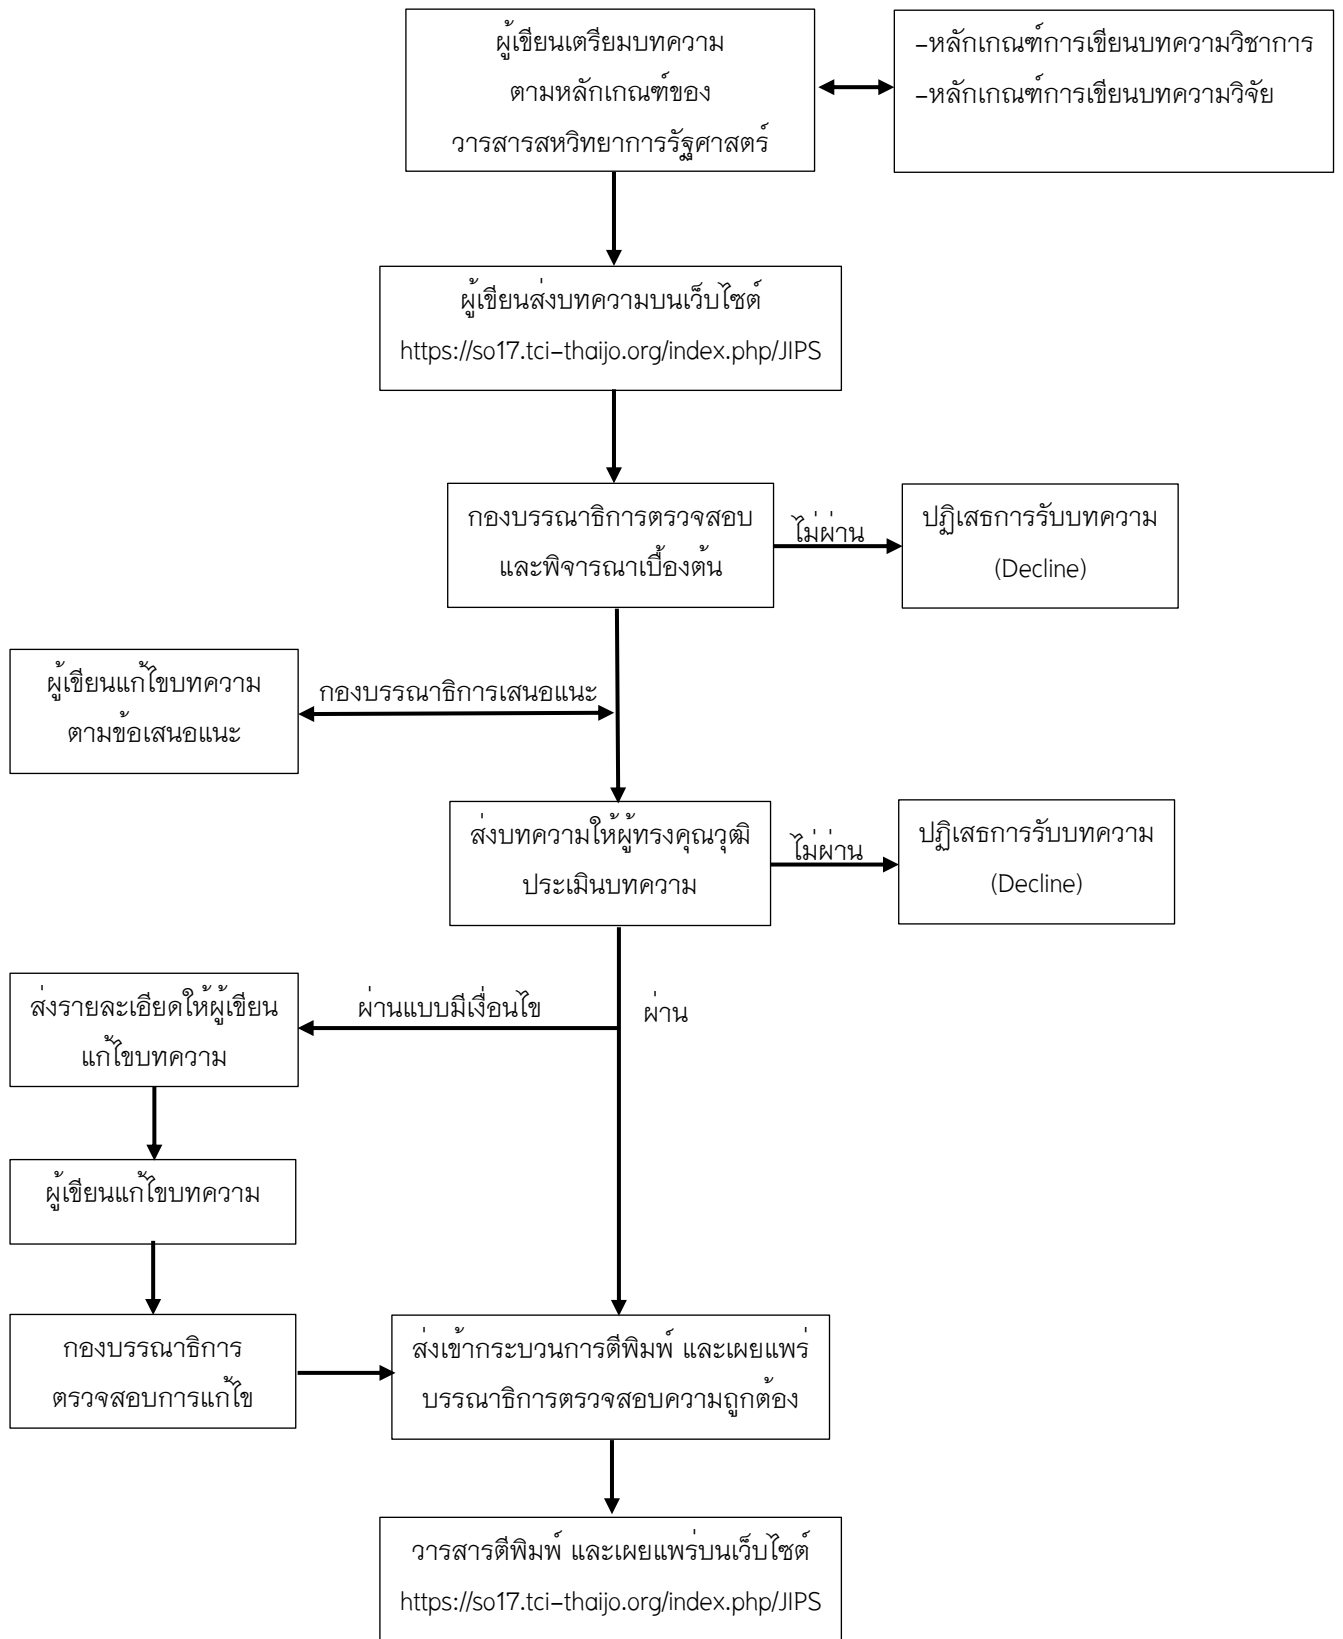 ผู้เขียนเตรียมบทความ
ตามหลักเกณฑ์ของ
วารสารสหวิทยาการรัฐศาสตร์
-หลักเกณฑ์การเขียนบทความวิชาการ
-หลักเกณฑ์การเขียนบทความวิจัย
ผู้เขียนส่งบทความบนเว็บไซต์
https://so17.tci-thaijo.org/index.php/JIPS
กองบรรณาธิการตรวจสอบ
และพิจารณาเบื้องต้น
ไม่ผ่าน
ปฏิเสธการรับบทความ
(Decline)
ผู้เขียนแก้ไขบทความ
ตามข้อเสนอแนะ
กองบรรณาธิการเสนอแนะ
ส่งบทความให้ผู้ทรงคุณวุฒิ
ประเมินบทความ
ไม่ผ่าน
ปฏิเสธการรับบทความ
(Decline)
ส่งรายละเอียดให้ผู้เขียน
แก้ไขบทความ
ผ่านแบบมีเงื่อนไข
ผ่าน
ผู้เขียนแก้ไขบทความ
กองบรรณาธิการ
ตรวจสอบการแก้ไข
ส่งเข้ากระบวนการตีพิมพ์ และเผยแพร่
บรรณาธิการตรวจสอบความถูกต้อง
วารสารตีพิมพ์ และเผยแพร่บนเว็บไซต์
https://so17.tci-thaijo.org/index.php/JIPS